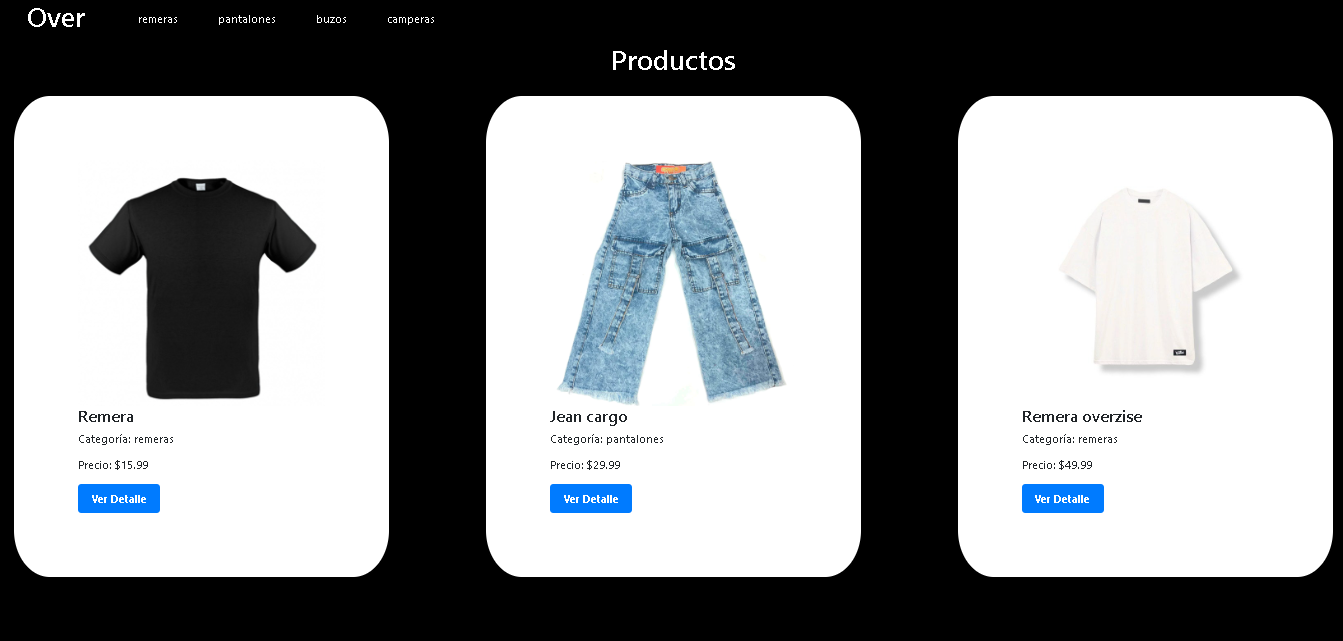 Over remeras pantalones buzos camperas
Productos
Remera
Categoría: remeras
Precio: $15.99
Ver Detalle
Jean cargo
Categoría: pantalones
Precio: $29.99
Ver Detalle
Remera overzise
Categoría: remeras
Precio: $49.99
Ver Detalle